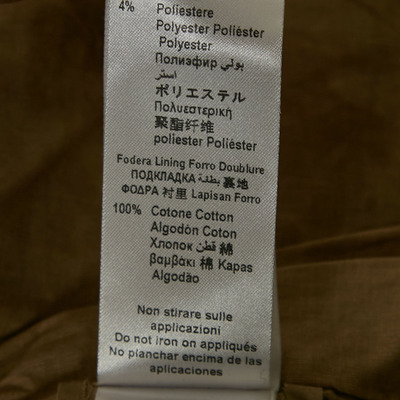 4% Poliestere
Polyester Polièster
Polyester
Полиэфир بولي
استر
ポリエステル
Πολυεστερική
聚酯纤维
poliester Poliéster
Fodera Lining Forro Doublure
ПОДКЛАДКА بطانة 裏地
ΦΟΔΡΑ 衬里 Lapisan Forro
100% Cotone Cotton
Algodón Coton
Хлопок قطن 綿
βαμβάκι 棉 Kapas
Algodão
Non stirare sulle
applicazioni
Do not iron on appliqués
No planchar encima de las
aplicaciones